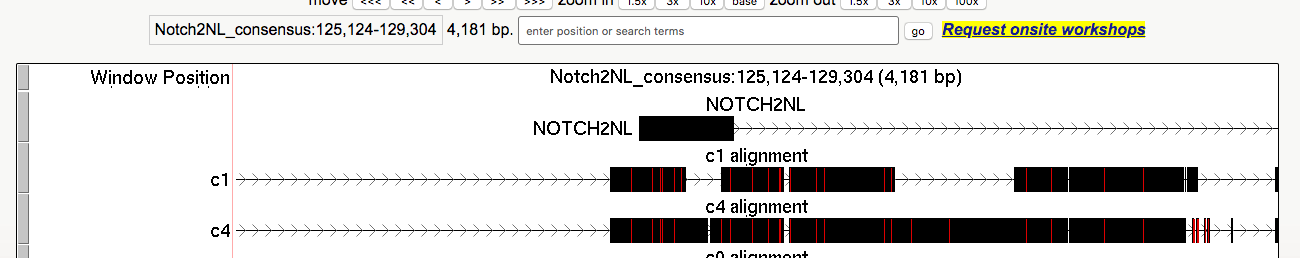 move <<< << < > >> >>> zoom in 1.5x 3x 10x base zoom out 1.5x 3x 10x 100x
Notch2NL_consensus:125,124-129,304 4,181 bp. enter position or search terms go Request onsite workshops
Window Position Notch2NL_consensus:125,124-129,304 (4,181 bp)
NOTCH2NL
NOTCH2NL
c1 alignment
c1
c4 alignment
c4
c0 alignment